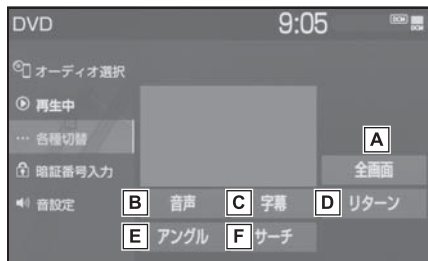 DVD 9:05 DCM DCM
オーディオ選択
再生中
各種切替
暗証番号入力
音設定
A
全画面
B 音声 C 字幕 D リターン
E アングル F サーチ